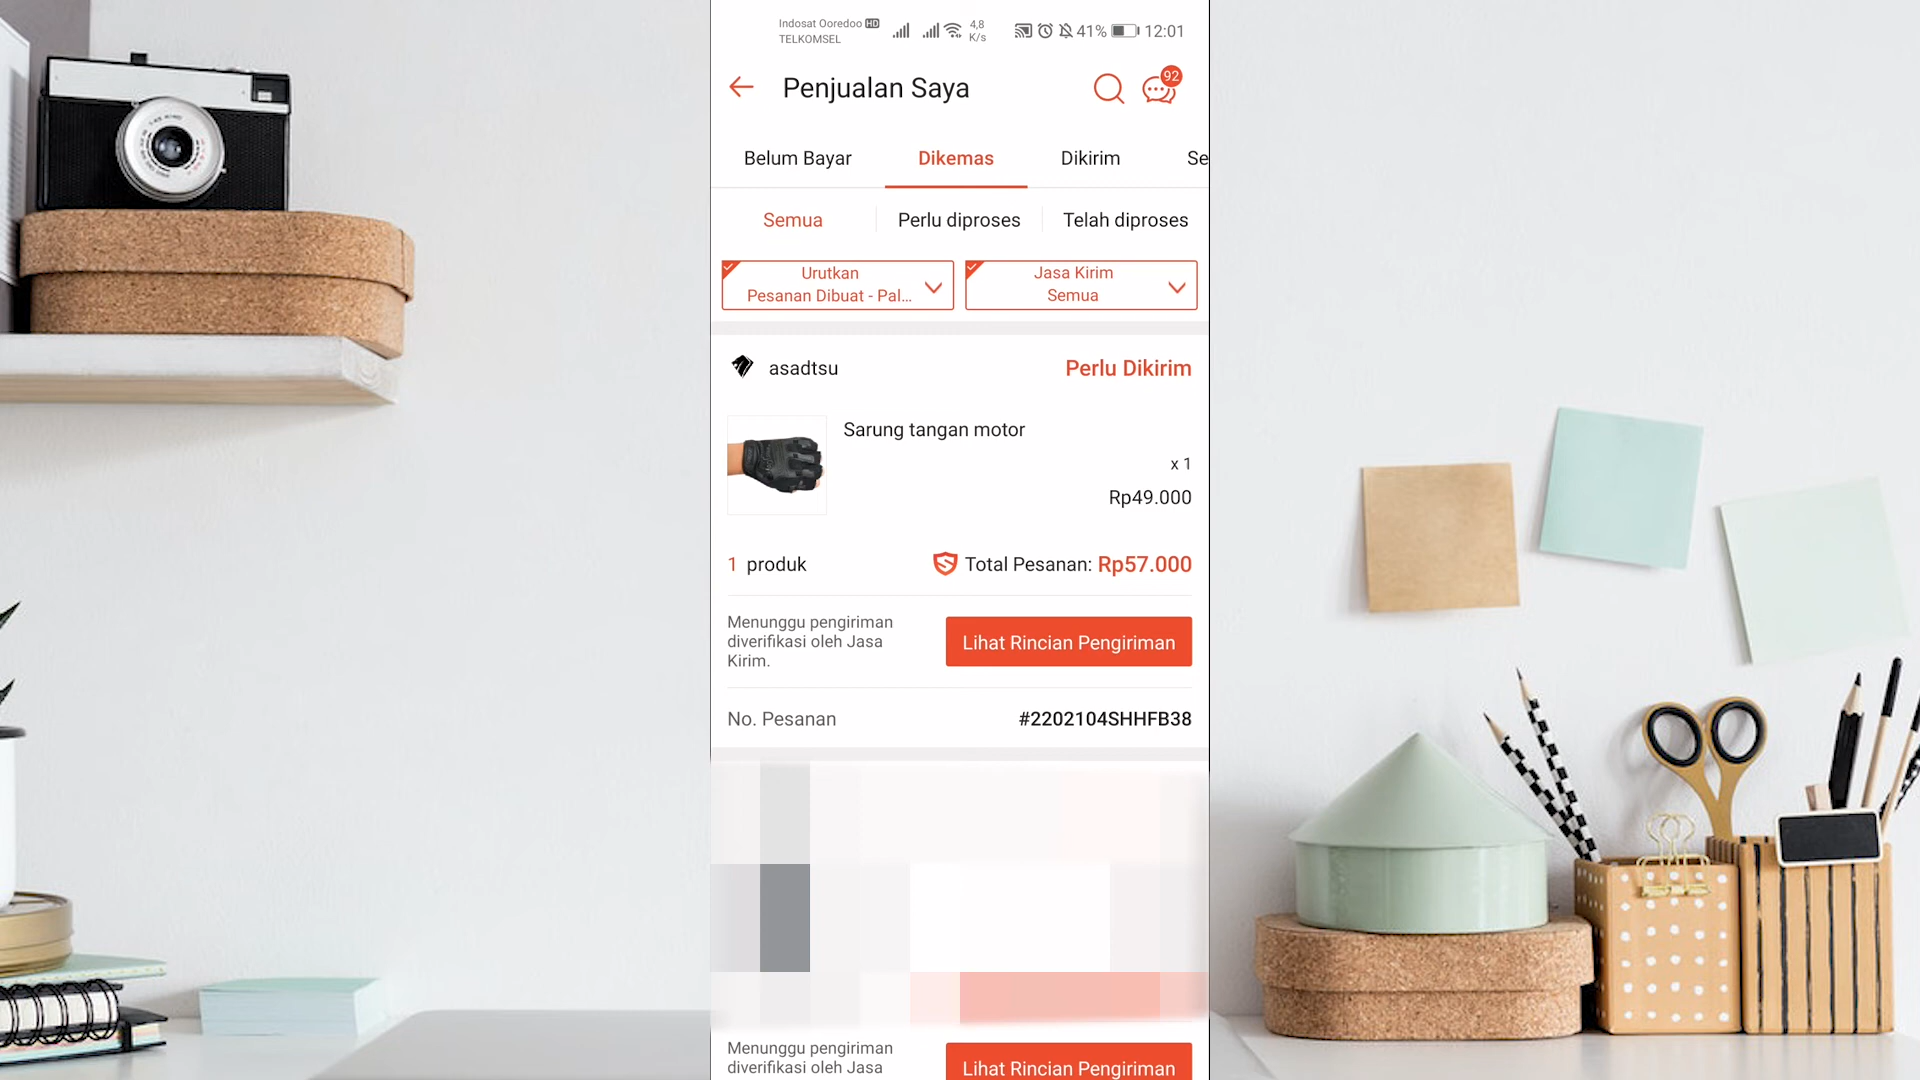 Indosat Ooredoo HD
TELKOMSEL
4,8
K/s
41%
12:01
Penjualan Saya
92
Belum Bayar
Dikemas
Dikirim
Se
Semua
Perlu diproses
Telah diproses
Urutkan
Pesanan Dibuat - Pal...
Jasa Kirim
Semua
asadtsu
Perlu Dikirim
Sarung tangan motor
x 1
Rp49.000
1 produk
Total Pesanan: Rp57.000
Menunggu pengiriman
diverifikasi oleh Jasa
Kirim.
Lihat Rincian Pengiriman
No. Pesanan
#2202104SHHFB38
Menunggu pengiriman
diverifikasi oleh Jasa
Lihat Rincian Pengiriman